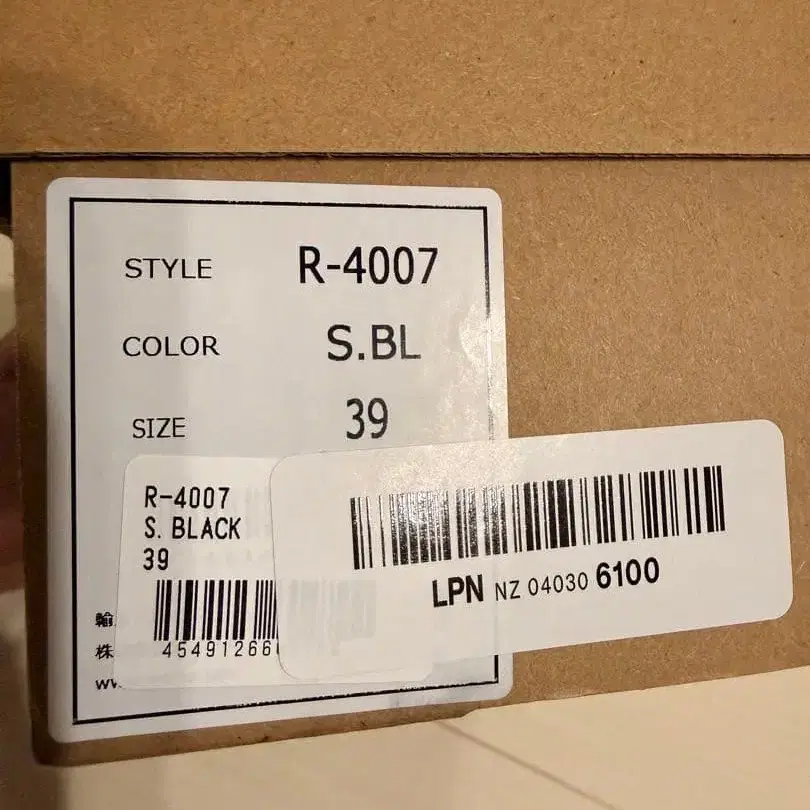 STYLE R-4007
COLOR S.BL
SIZE 39
R-4007
S. BLACK
39
45491266
LPN NZ 04030 6100
輸
株